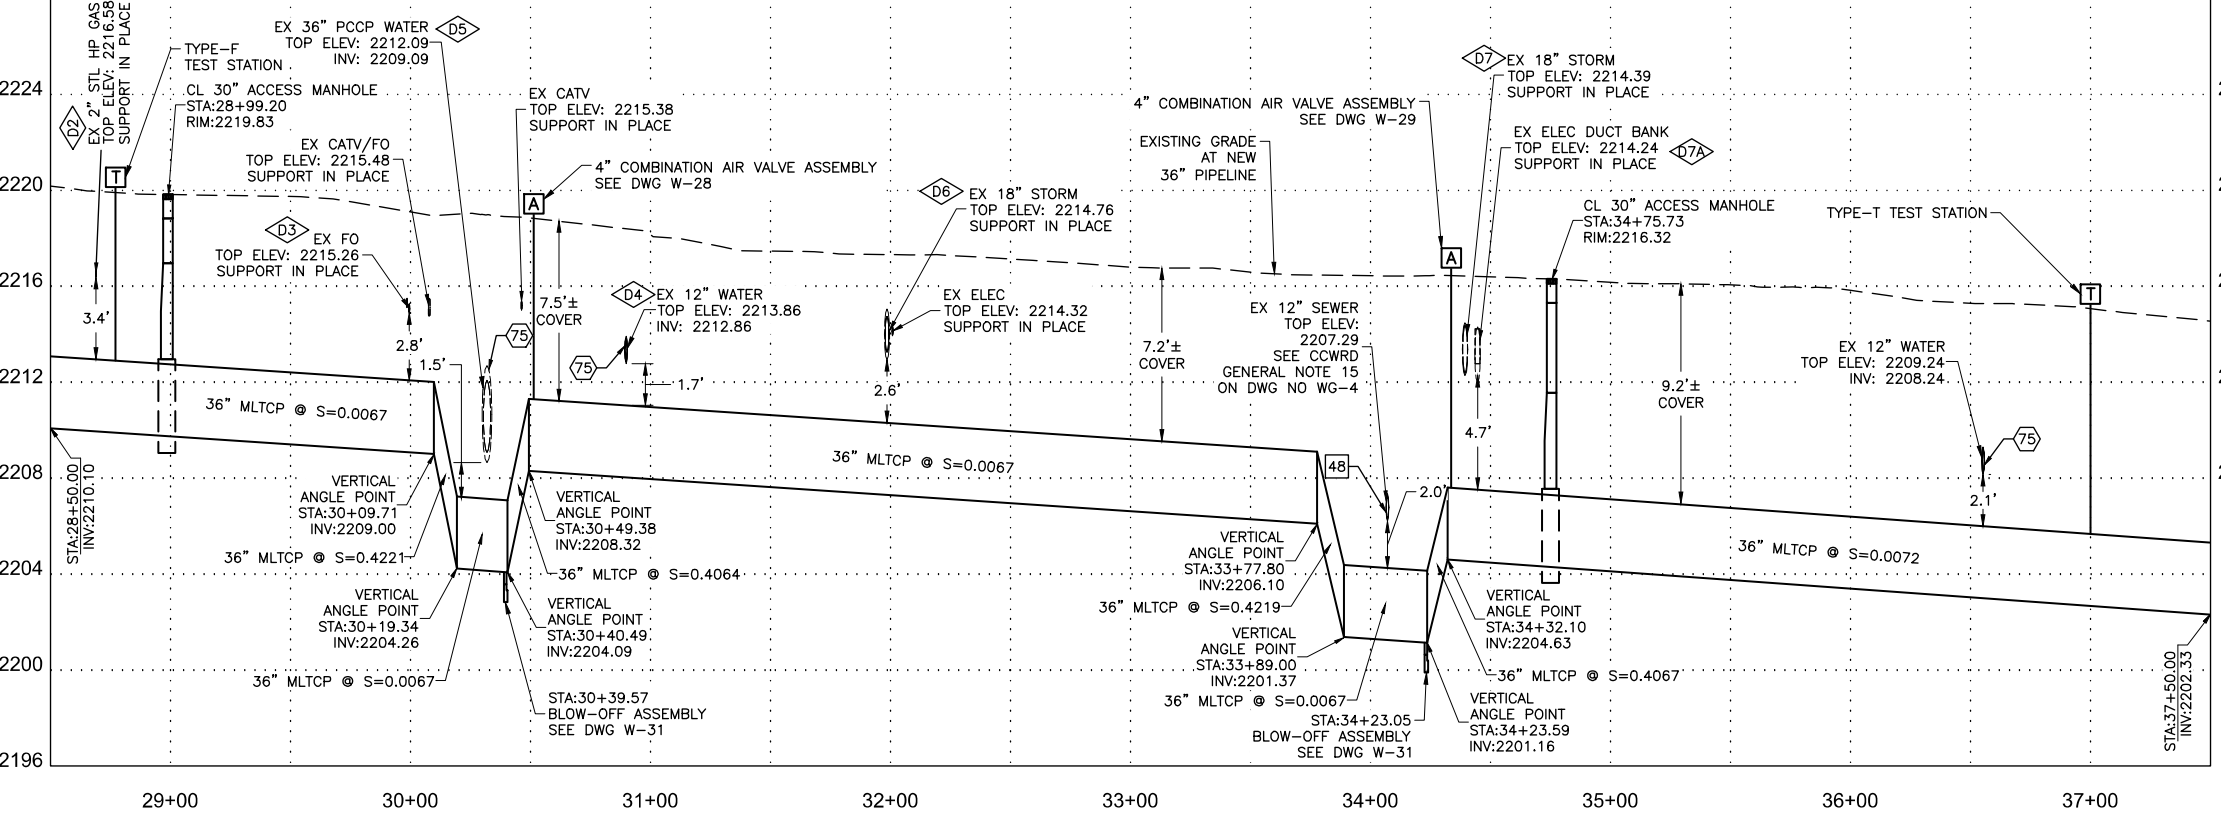 D2
EX 2” STL HP GAS
TOP ELEV: 2216.58
SUPPORT IN PLACE
TYPE-F
TEST STATION
CL 30” ACCESS MANHOLE
STA:28+99.20
RIM:2219.83
EX 36” PCCP WATER
TOP ELEV: 2212.09
INV: 2209.09
D5
EX CATV/FO
TOP ELEV: 2215.48
SUPPORT IN PLACE
EX CATV
TOP ELEV: 2215.38
SUPPORT IN PLACE
4” COMBINATION AIR VALVE ASSEMBLY
SEE DWG W-28
D3
EX FO
TOP ELEV: 2215.26
SUPPORT IN PLACE
T
A
3.4’
2.8’
1.5’
75
7.5’±
COVER
D4
EX 12” WATER
TOP ELEV: 2213.86
INV: 2212.86
75
1.7’
D6
EX 18” STORM
TOP ELEV: 2214.76
SUPPORT IN PLACE
EX ELEC
TOP ELEV: 2214.32
SUPPORT IN PLACE
2.6’
4” COMBINATION AIR VALVE ASSEMBLY
SEE DWG W-29
EXISTING GRADE
AT NEW
36” PIPELINE
7.2’±
COVER
D7
EX 18” STORM
TOP ELEV: 2214.39
SUPPORT IN PLACE
EX ELEC DUCT BANK
TOP ELEV: 2214.24
SUPPORT IN PLACE
D7A
A
CL 30” ACCESS MANHOLE
STA:34+75.73
RIM:2216.32
TYPE-T TEST STATION
T
EX 12” SEWER
TOP ELEV:
2207.29
SEE CCWRD
GENERAL NOTE 15
ON DWG NO WG-4
48
2.0’
4.7’
9.2’±
COVER
EX 12” WATER
TOP ELEV: 2209.24
INV: 2208.24
75
2.1’
36” MLTCP @ S=0.0067
36” MLTCP @ S=0.0067
36” MLTCP @ S=0.0072
STA:28+50.00
INV:2210.10
VERTICAL
ANGLE POINT
STA:30+09.71
INV:2209.00
36” MLTCP @ S=0.4221
VERTICAL
ANGLE POINT
STA:30+19.34
INV:2204.26
36” MLTCP @ S=0.0067
VERTICAL
ANGLE POINT
STA:30+49.38
INV:2208.32
36” MLTCP @ S=0.4064
VERTICAL
ANGLE POINT
STA:30+40.49
INV:2204.09
STA:30+39.57
BLOW-OFF ASSEMBLY
SEE DWG W-31
VERTICAL
ANGLE POINT
STA:33+77.80
INV:2206.10
36” MLTCP @ S=0.4219
VERTICAL
ANGLE POINT
STA:33+89.00
INV:2201.37
36” MLTCP @ S=0.0067
STA:34+23.05
BLOW-OFF ASSEMBLY
SEE DWG W-31
VERTICAL
ANGLE POINT
STA:34+32.10
INV:2204.63
36” MLTCP @ S=0.4067
VERTICAL
ANGLE POINT
STA:34+23.59
INV:2201.16
STA:37+50.00
INV:2202.33
2224
2220
2216
2212
2208
2204
2200
2196
29+00
30+00
31+00
32+00
33+00
34+00
35+00
36+00
37+00